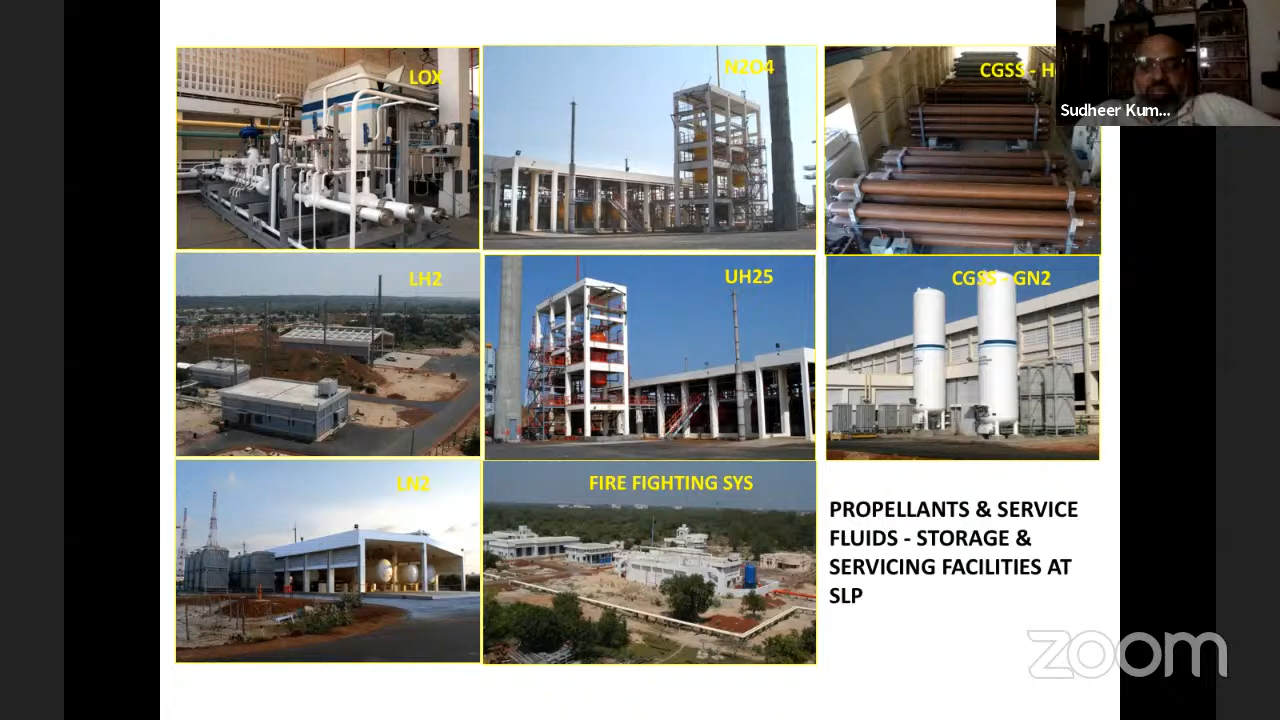 LOX
N2O4
CGSS - H
Sudheer Kum...
LH2
UH25
CGSS - GN2
LN2
FIRE FIGHTING SYS
PROPELLANTS & SERVICE
FLUIDS - STORAGE &
SERVICING FACILITIES AT
SLP
zoom